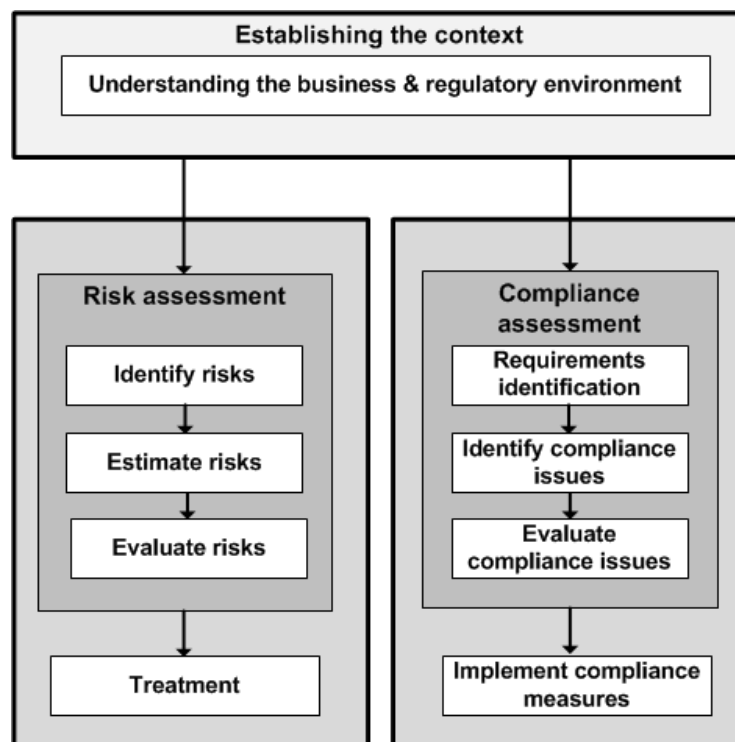 Establishing the context
Understanding the business & regulatory environment
Risk assessment
Identify risks
Estimate risks
Evaluate risks
Treatment
Compliance
assessment
Requirements
identification
Identify compliance
issues
Evaluate
compliance issues
Implement compliance
measures